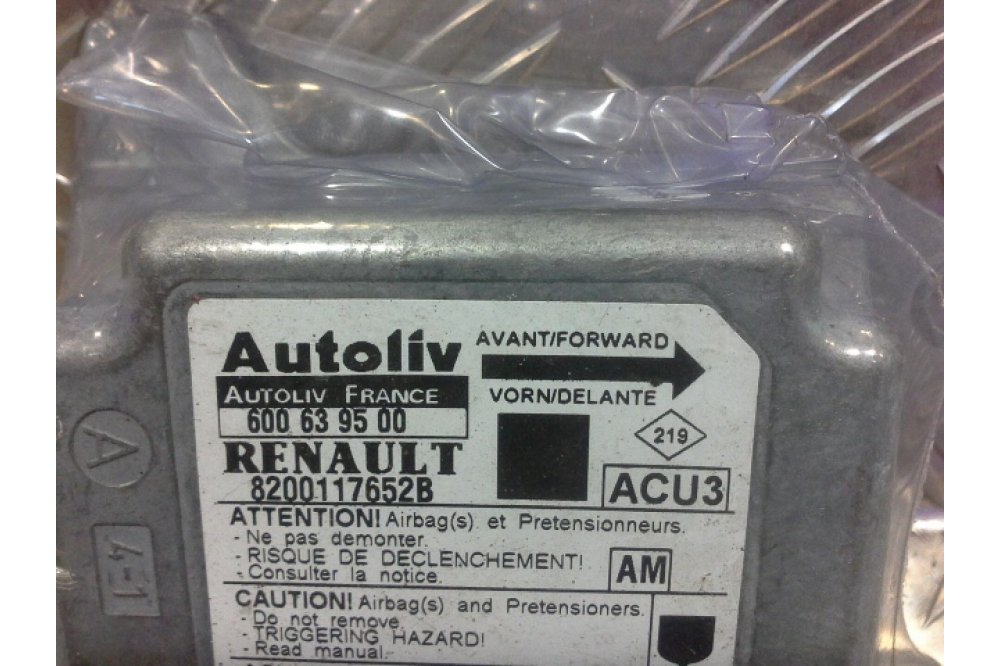 Autoliv
AUTOLIV FRANCE
600 63 95 00
RENAULT
8200117652B
AVANT/FORWARD
VORN/DELANTE
219
ACU3
ATTENTION! Airbag(s) et Pretensionneurs.
- Ne pas demonter.
- RISQUE DE DECLENCHEMENT!
- Consulter la notice.
AM
CAUTION! Airbag(s) and Pretensioners.
- Do not remove.
- TRIGGERING HAZARD!
- Read manual.
A
4-1